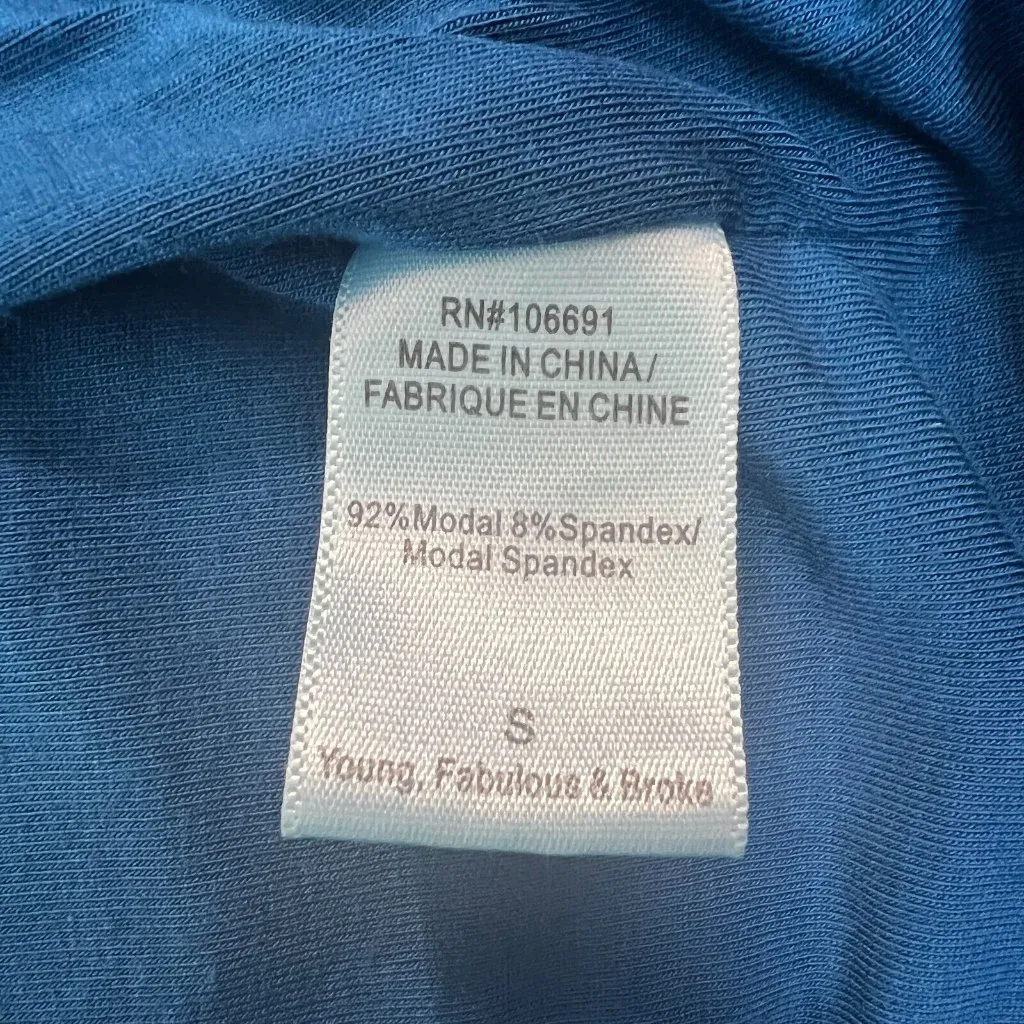 RN#106691
MADE IN CHINA/
FABRIQUE EN CHINE
92%Modal 8%Spandex/
Modal Spandex
S
Young, Fabulous & Broke